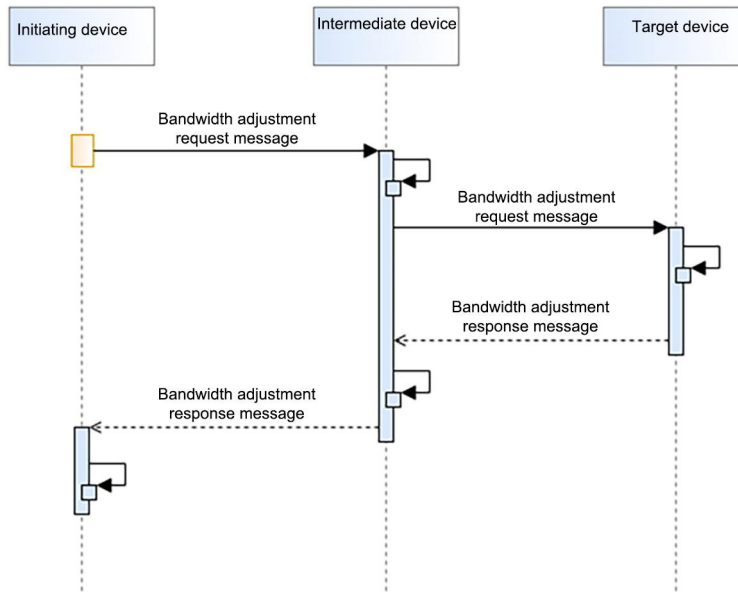 Initiating device
Intermediate device
Target device
Bandwidth adjustment
request message
Bandwidth adjustment
request message
Bandwidth adjustment
response message
Bandwidth adjustment
response message